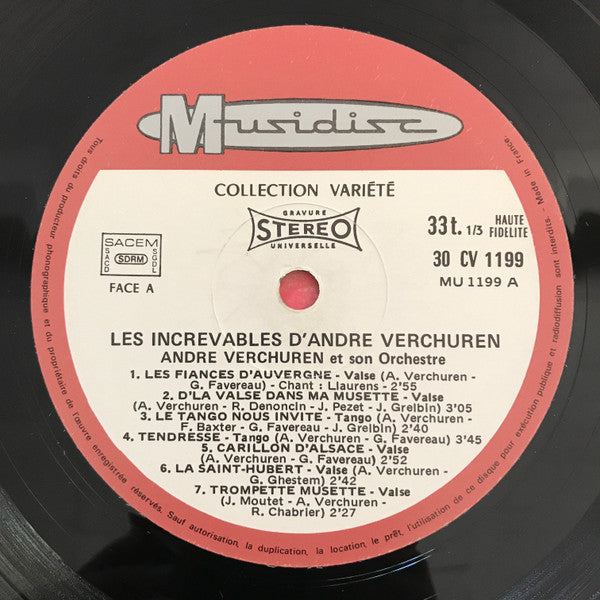 Musidisc
COLLECTION VARIÉTÉ
GRAVURE
STEREO
UNIVERSELLE
33t. 1/3 HAUTE FIDELITE
30 CV 1199
MU 1199 A
SACEM
SACD SDRM SGDL
FACE A
LES INCREVABLES D'ANDRE VERCHUREN
ANDRE VERCHUREN et son Orchestre
1. LES FIANCES D'AUVERGNE - Valse (A. Verchuren -
G. Favereau) - Chant : Llaurens - 2'55
2. D'LA VALSE DANS MA MUSETTE - Valse
(A. Verchuren - R. Denoncin - J. Pezet - J. Grelbin) 3'05
3. LE TANGO NOUS INVITE - Tango (A. Verchuren -
F. Baxter - G. Favereau - J. Grelbin) 2'40
4. TENDRESSE - Tango (A. Verchuren - G. Favereau) 3'45
5. CARILLON D'ALSACE - Valse
(A. Verchuren - G. Favereau) 2'52
6. LA SAINT-HUBERT - Valse (A. Verchuren -
G. Ghestem) 2'42
7. TROMPETTE MUSETTE - Valse
(J. Moutet - A. Verchuren -
R. Chabrier) 2'27
Tous droits du producteur phonographique et du propriétaire de l'œuvre enregistrée réservés. Sauf autorisation, la duplication, la location, le prêt, l'utilisation de ce disque pour exécution publique et radiodiffusion sont interdits - Made in France.